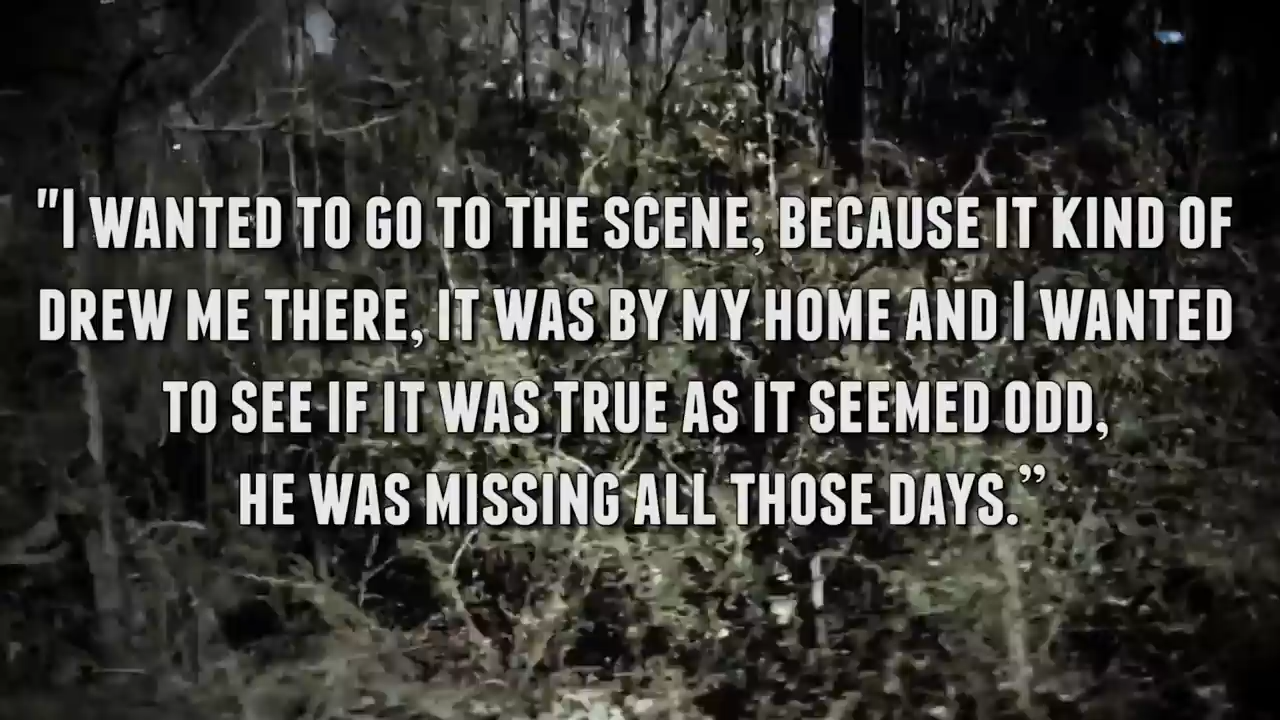 "I WANTED TO GO TO THE SCENE, BECAUSE IT KIND OF
DREW ME THERE, IT WAS BY MY HOME AND I WANTED
TO SEE IF IT WAS TRUE AS IT SEEMED ODD,
HE WAS MISSING ALL THOSE DAYS.”